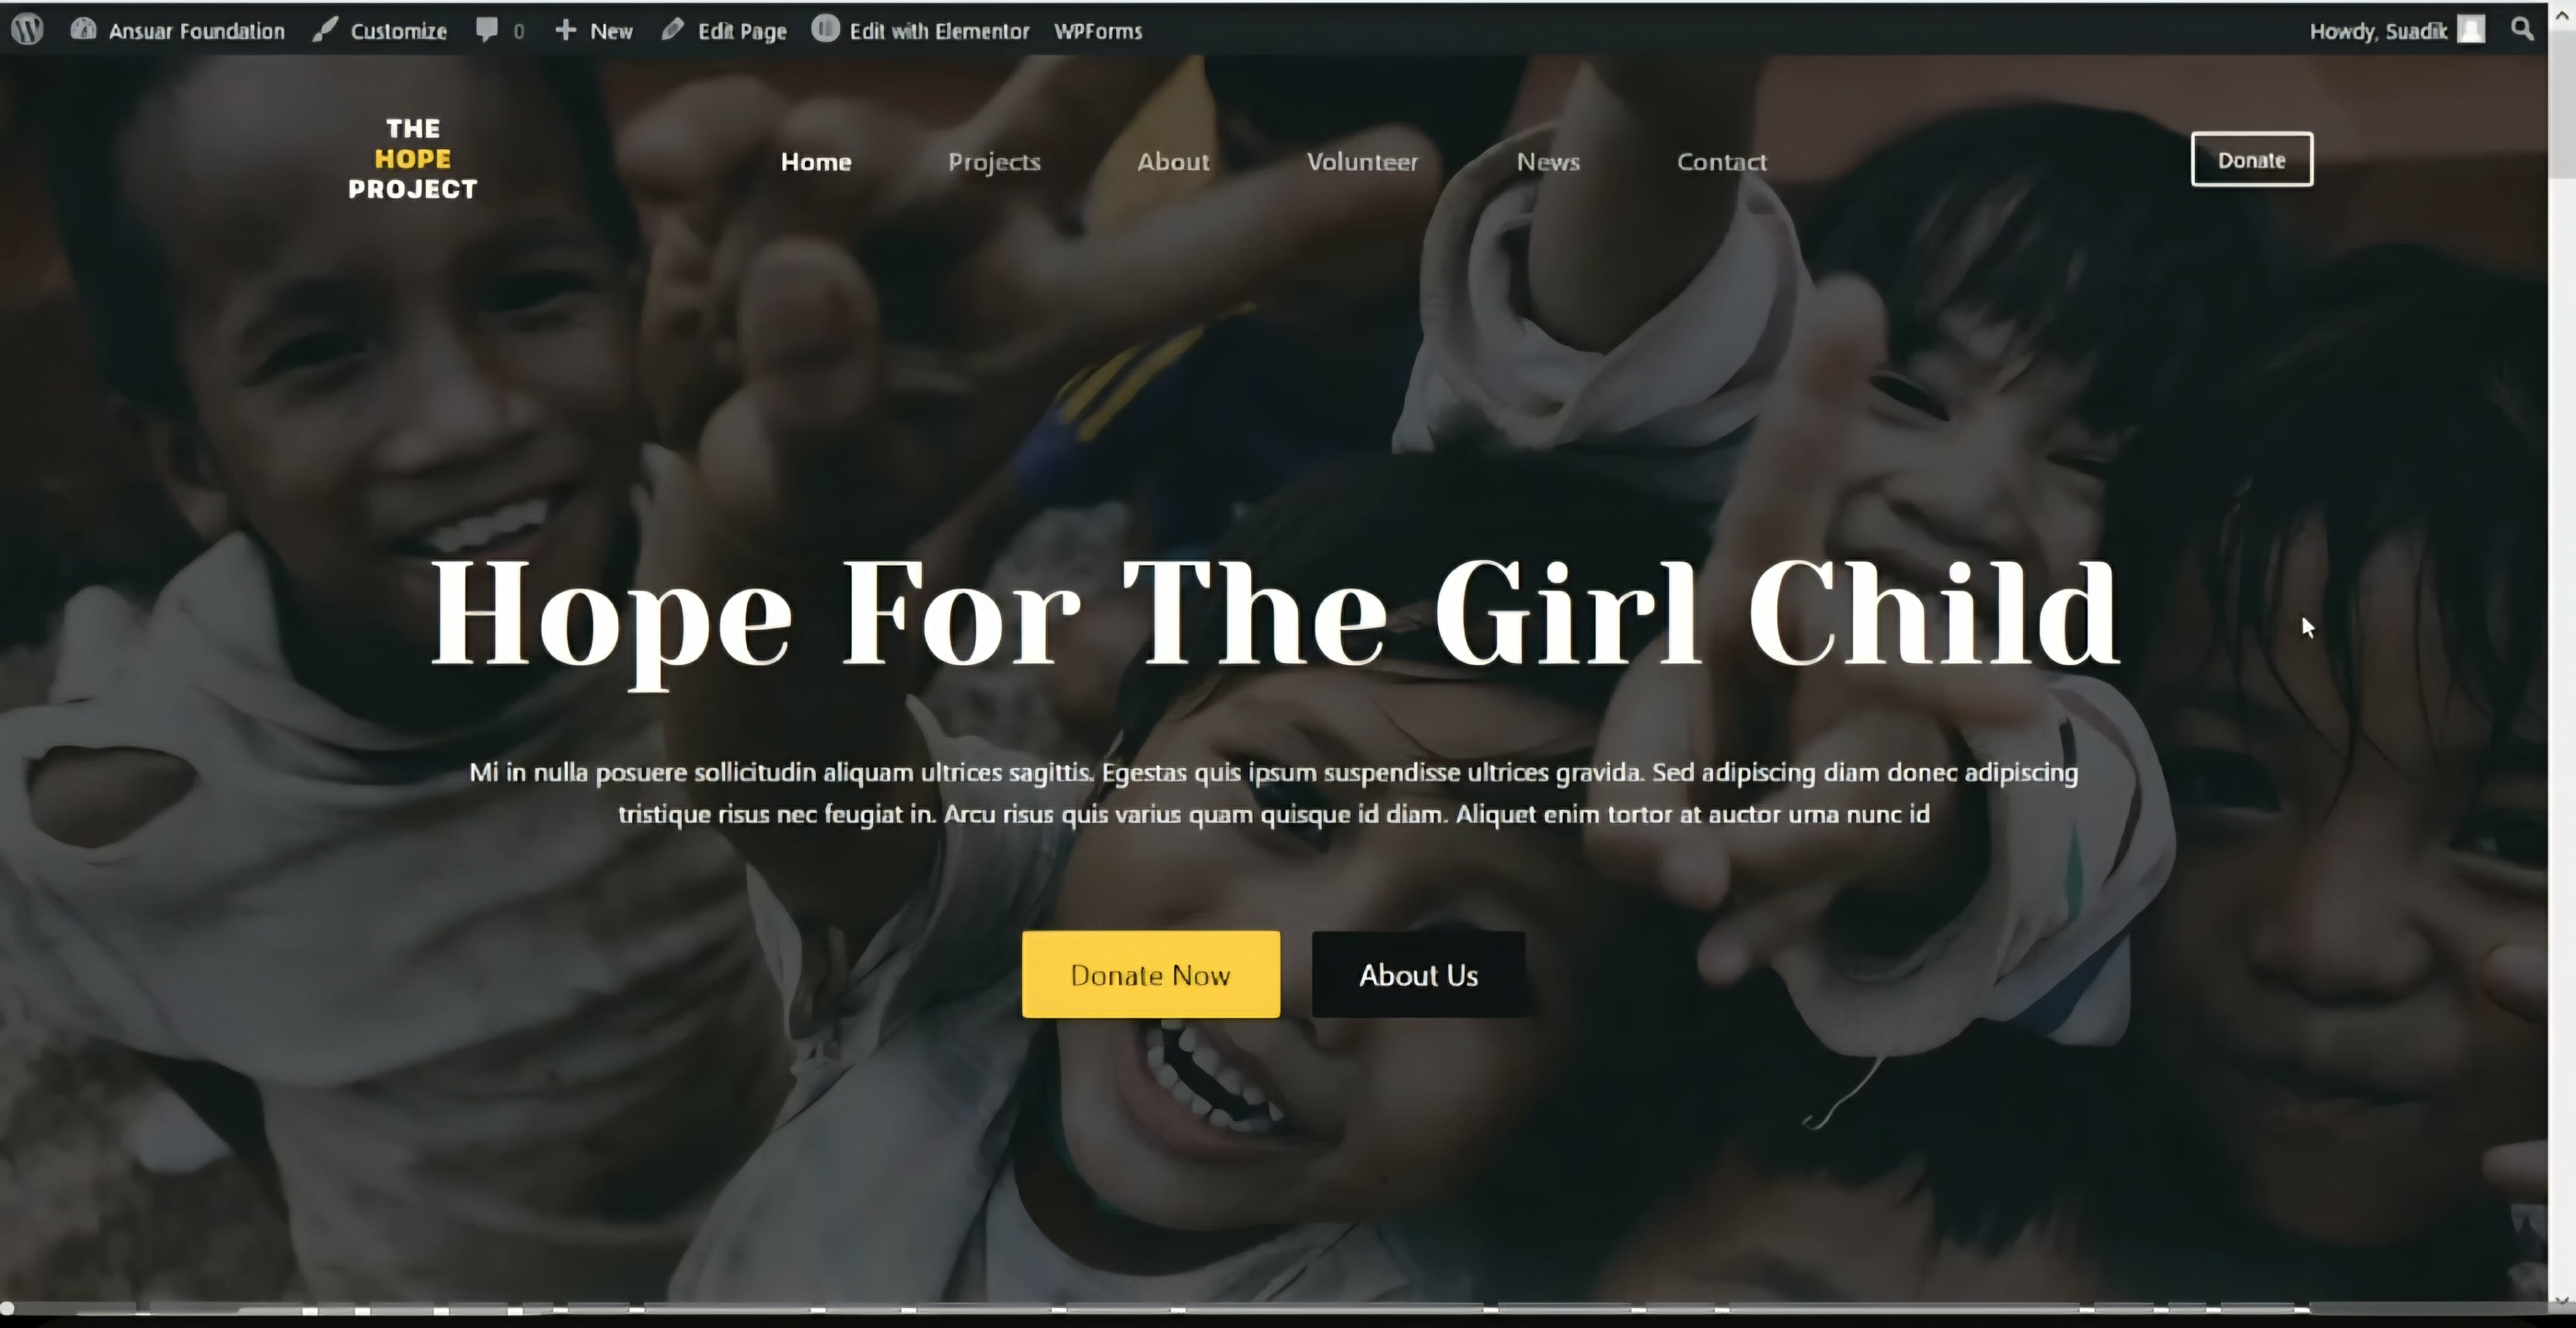 Ansuar Foundation Customize 0 New Edit Page Edit with Elementor WPForms Howdy, Suadik
THE
HOPE
PROJECT
Home Projects About Volunteer News Contact Donate
Hope For The Girl Child
Mi in nulla posuere sollicitudin aliquam ultrices sagittis. Egestas quis ipsum suspendisse ultrices gravida. Sed adipiscing diam donec adipiscing
tristique risus nec feugiat in. Arcu risus quis varius quam quisque id diam. Aliquet enim tortor at auctor urna nunc id
Donate Now About Us